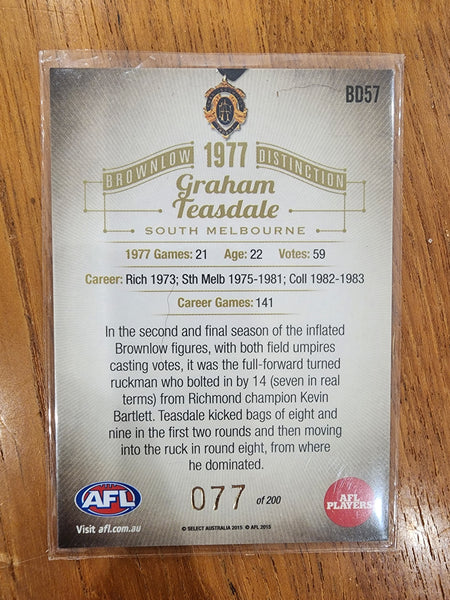 BD57
BROWNLOW 1977 DISTINCTION
Graham
Teasdale
SOUTH MELBOURNE
1977 Games: 21 Age: 22 Votes: 59
Career: Rich 1973; Sth Melb 1975-1981; Coll 1982-1983
Career Games: 141
In the second and final season of the inflated
Brownlow figures, with both field umpires
casting votes, it was the full-forward turned
ruckman who bolted in by 14 (seven in real
terms) from Richmond champion Kevin
Bartlett. Teasdale kicked bags of eight and
nine in the first two rounds and then moving
into the ruck in round eight, from where
he dominated.
AFL
Visit afl.com.au
077 of 200
© SELECT AUSTRALIA 2015 © AFL 2015
AFL
PLAYERS